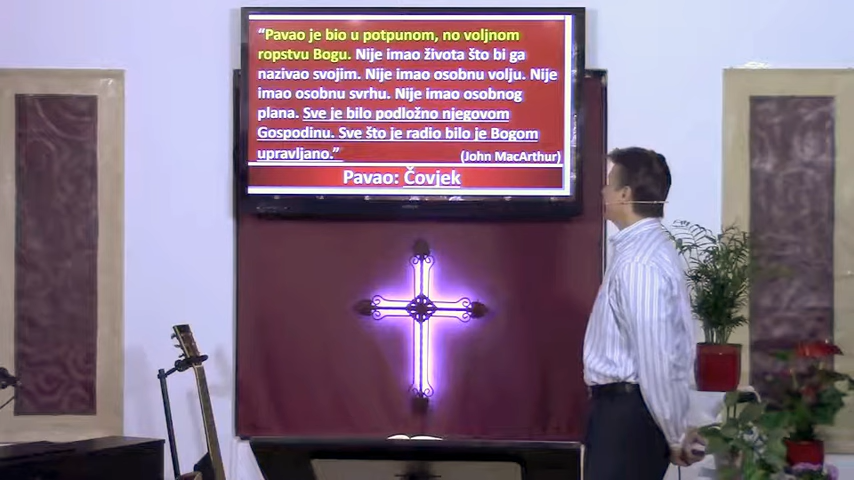 “Pavao je bio u potpunom, no voljnom
ropstvu Bogu. Nije imao života što bi ga
nazivao svojim. Nije imao osobnu volju. Nije
imao osobnu svrhu. Nije imao osobnog
plana. Sve je bilo podložno njegovom
Gospodinu. Sve što je radio bilo je Bogom
upravljano.” (John MacArthur)
Pavao: Čovjek